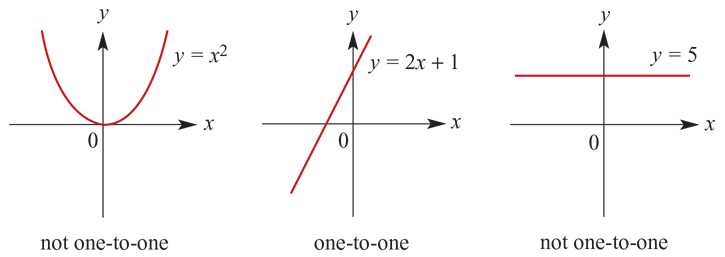 y
y = x²
x
0
not one-to-one
y
y = 2x + 1
x
0
one-to-one
y
y = 5
x
0
not one-to-one